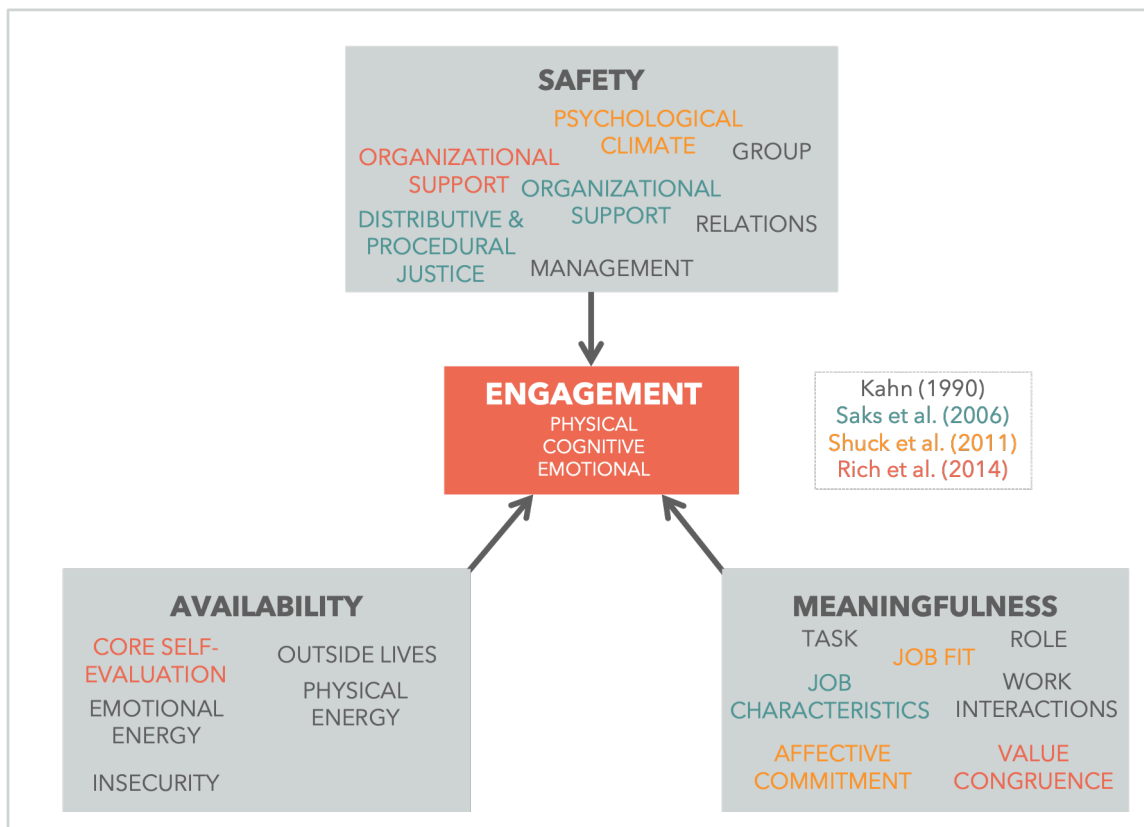 SAFETY
PSYCHOLOGICAL
CLIMATE
GROUP
ORGANIZATIONAL
SUPPORT
ORGANIZATIONAL
SUPPORT
DISTRIBUTIVE &
PROCEDURAL
JUSTICE
RELATIONS
MANAGEMENT
ENGAGEMENT
PHYSICAL
COGNITIVE
EMOTIONAL
Kahn (1990)
Saks et al. (2006)
Shuck et al. (2011)
Rich et al. (2014)
AVAILABILITY
CORE SELF-
EVALUATION
OUTSIDE LIVES
EMOTIONAL
ENERGY
PHYSICAL
ENERGY
INSECURITY
MEANINGFULNESS
TASK
ROLE
JOB FIT
JOB
CHARACTERISTICS
WORK
INTERACTIONS
AFFECTIVE
COMMITMENT
VALUE
CONGRUENCE